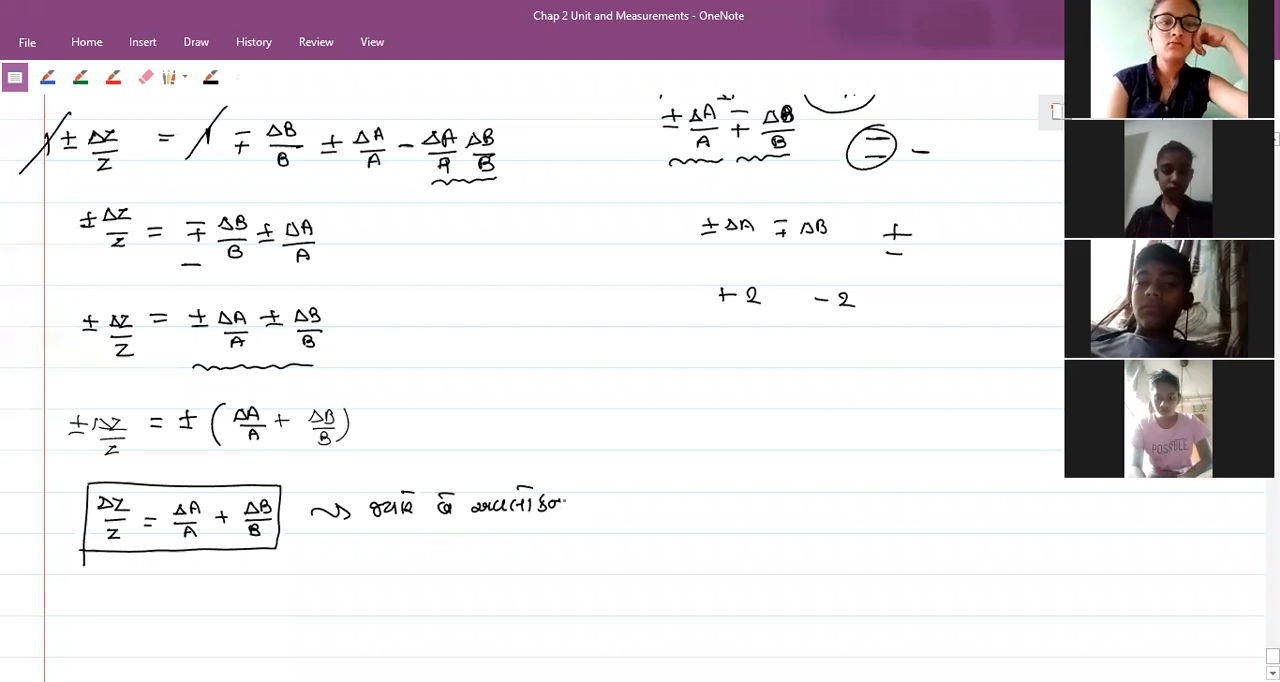 Chap 2 Unit and Measurements - OneNote
File Home Insert Draw History Review View
1 ± ΔZ/Z = 1 ∓ ΔB/B ± ΔA/A - ΔA/A ΔB/B
± ΔZ/Z = ∓ ΔB/B ± ΔA/A
± ΔZ/Z = ± ΔA/A ± ΔB/B
± ΔZ/Z = ± (ΔA/A + ΔB/B)
ΔZ/Z = ΔA/A + ΔB/B ⇝ જ્યારે બે
± ΔA/A ∓ ΔB/B
= -
± ΔA ∓ ΔB ±
+ 2 - 2
POSSIBLE